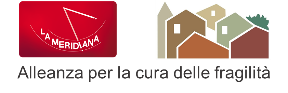 LA MERIDIANA
Alleanza per la cura delle fragilità